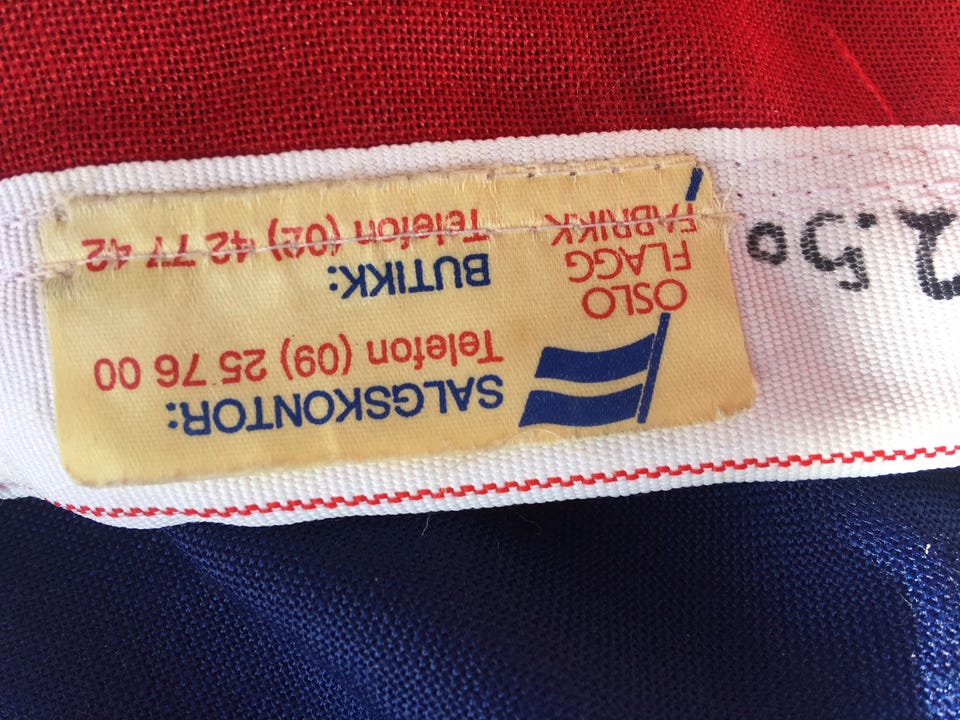 SALGSKONTOR:
Telefon (09) 25 76 00
BUTIKK:
Telefon (02) 42 77 42
OSLO
FLAGG
FABRIKK
2.50